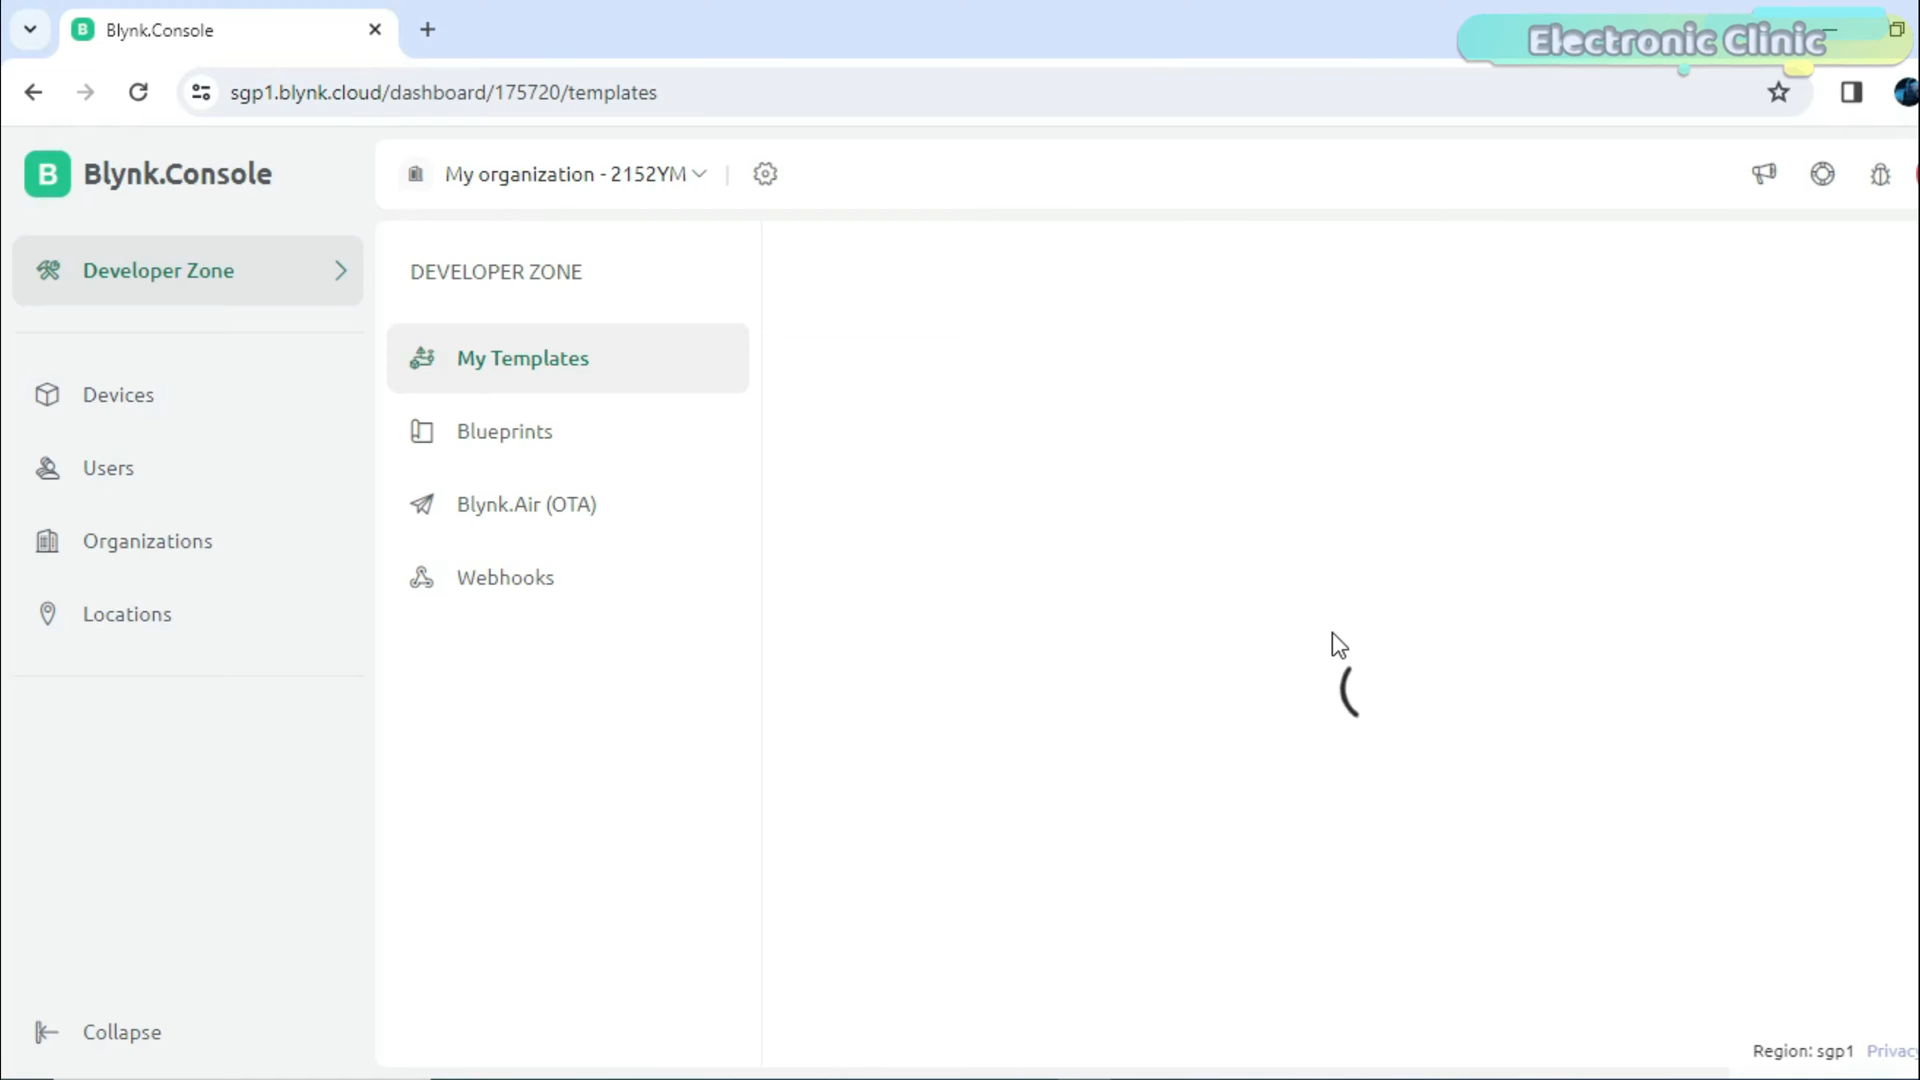 Blynk.Console
Electronic Clinic
sgp1.blynk.cloud/dashboard/175720/templates
B Blynk.Console
My organization - 2152YM
Developer Zone
DEVELOPER ZONE
My Templates
Devices
Blueprints
Users
Blynk.Air (OTA)
Organizations
Webhooks
Locations
Collapse
Region: sgp1 Privacy